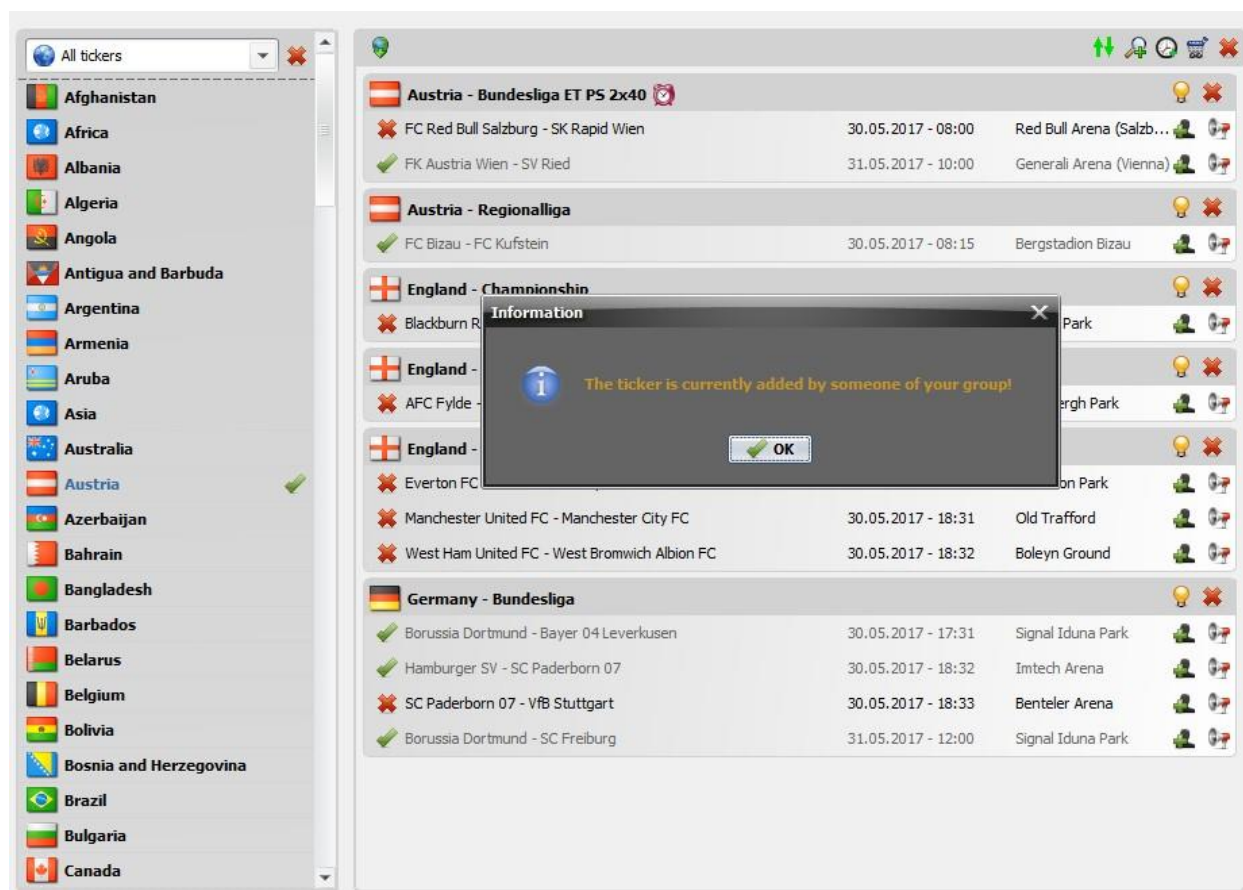 All tickers
Afghanistan
Africa
Albania
Algeria
Angola
Antigua and Barbuda
Argentina
Armenia
Aruba
Asia
Australia
Austria
Azerbaijan
Bahrain
Bangladesh
Barbados
Belarus
Belgium
Bolivia
Bosnia and Herzegovina
Brazil
Bulgaria
Canada
Austria - Bundesliga ET PS 2x40
FC Red Bull Salzburg - SK Rapid Wien 30.05.2017 - 08:00 Red Bull Arena (Salzb...
FK Austria Wien - SV Ried 31.05.2017 - 10:00 Generali Arena (Vienna)
Austria - Regionalliga
FC Bizau - FC Kufstein 30.05.2017 - 08:15 Bergstadion Bizau
England - Championship
Blackburn R Park
England -
AFC Fylde - ergh Park
England -
Everton FC on Park
Manchester United FC - Manchester City FC 30.05.2017 - 18:31 Old Trafford
West Ham United FC - West Bromwich Albion FC 30.05.2017 - 18:32 Boleyn Ground
Germany - Bundesliga
Borussia Dortmund - Bayer 04 Leverkusen 30.05.2017 - 17:31 Signal Iduna Park
Hamburger SV - SC Paderborn 07 30.05.2017 - 18:32 Imtech Arena
SC Paderborn 07 - VfB Stuttgart 30.05.2017 - 18:33 Benteler Arena
Borussia Dortmund - SC Freiburg 31.05.2017 - 12:00 Signal Iduna Park
Information
The ticker is currently added by someone of your group!
OK